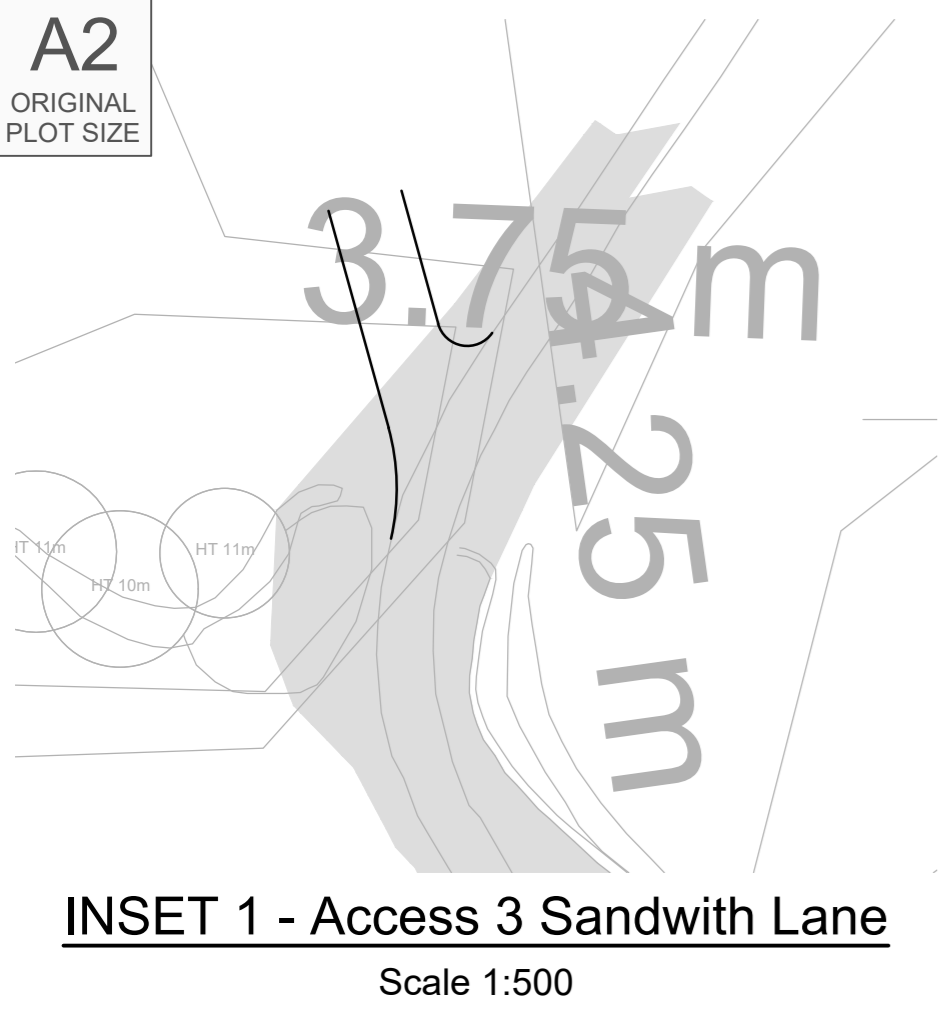 A2
ORIGINAL
PLOT SIZE
3.75 m
4.25 m
HT 11m
HT 11m
HT 10m
INSET 1 - Access 3 Sandwith Lane
Scale 1:500